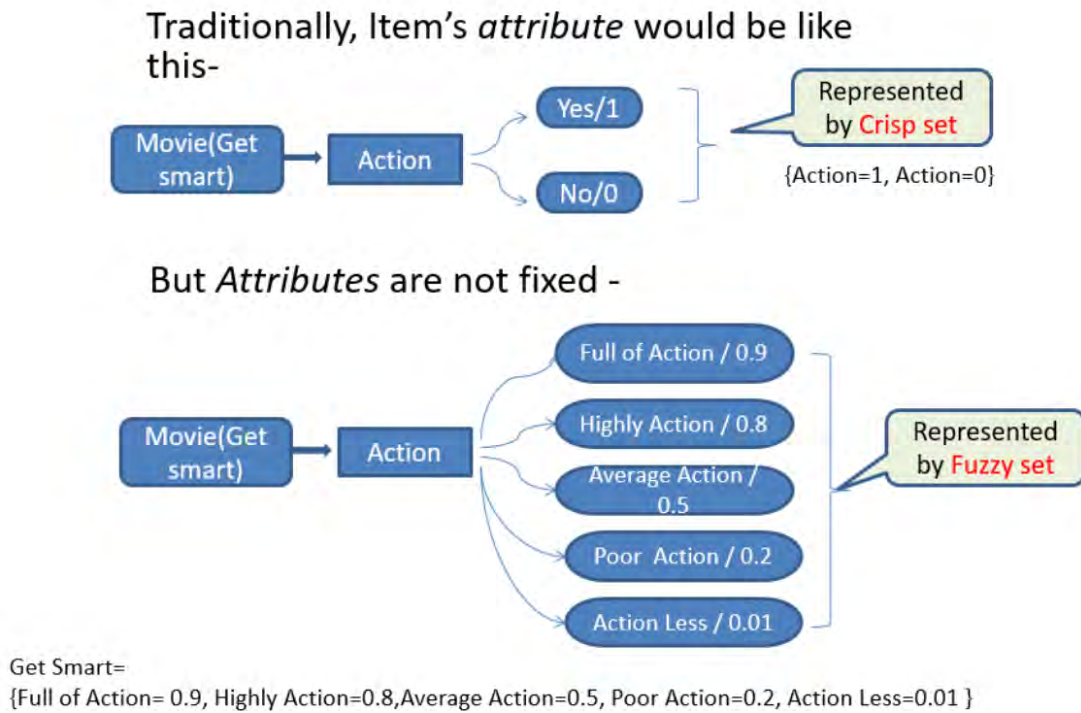 Traditionally, Item's attribute would be like
this-
Movie(Get
smart)
Action
Yes/1
No/0
Represented
by Crisp set
{Action=1, Action=0}
But Attributes are not fixed -
Movie(Get
smart)
Action
Full of Action / 0.9
Highly Action / 0.8
Average Action /
0.5
Poor Action / 0.2
Action Less / 0.01
Represented
by Fuzzy set
Get Smart=
{Full of Action= 0.9, Highly Action=0.8,Average Action=0.5, Poor Action=0.2, Action Less=0.01 }